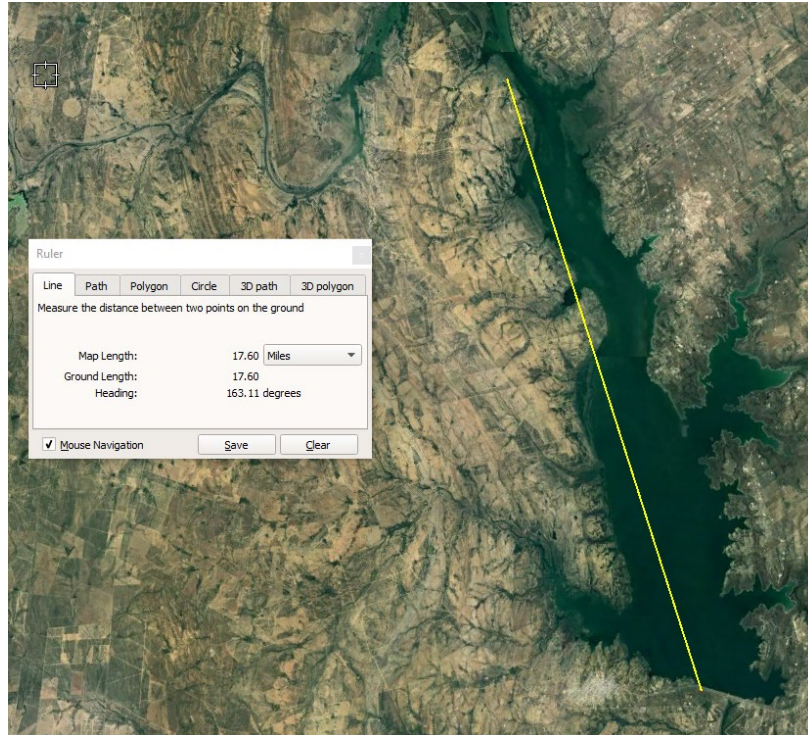 Ruler
Line Path Polygon Circle 3D path 3D polygon
Measure the distance between two points on the ground
Map Length: 17.60 Miles
Ground Length: 17.60
Heading: 163.11 degrees
Mouse Navigation Save Clear